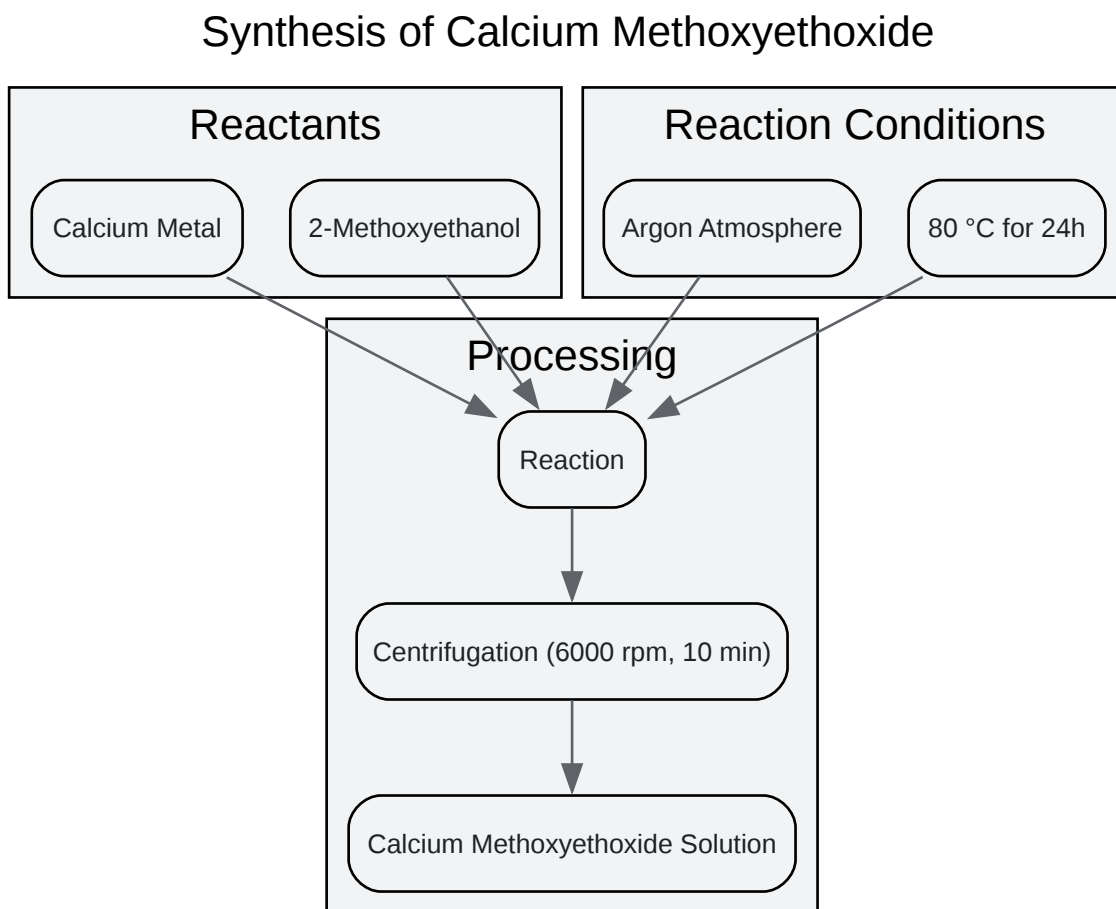 Synthesis of Calcium Methoxyethoxide
Reactants
Reaction Conditions
Calcium Metal
2-Methoxyethanol
Argon Atmosphere
80 °C for 24h
Processing
Reaction
Centrifugation (6000 rpm, 10 min)
Calcium Methoxyethoxide Solution